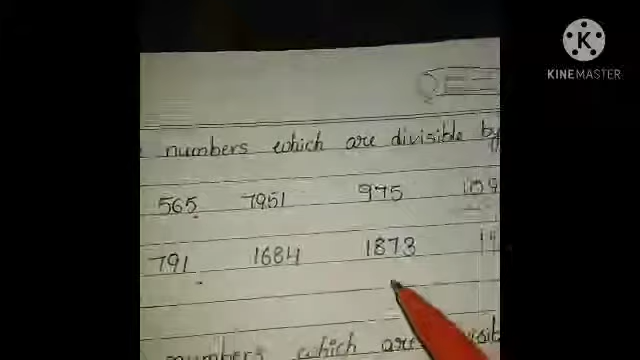 KINEMASTER
numbers which are divisible by
565 7951 975
791 1684 1873
numbers which are